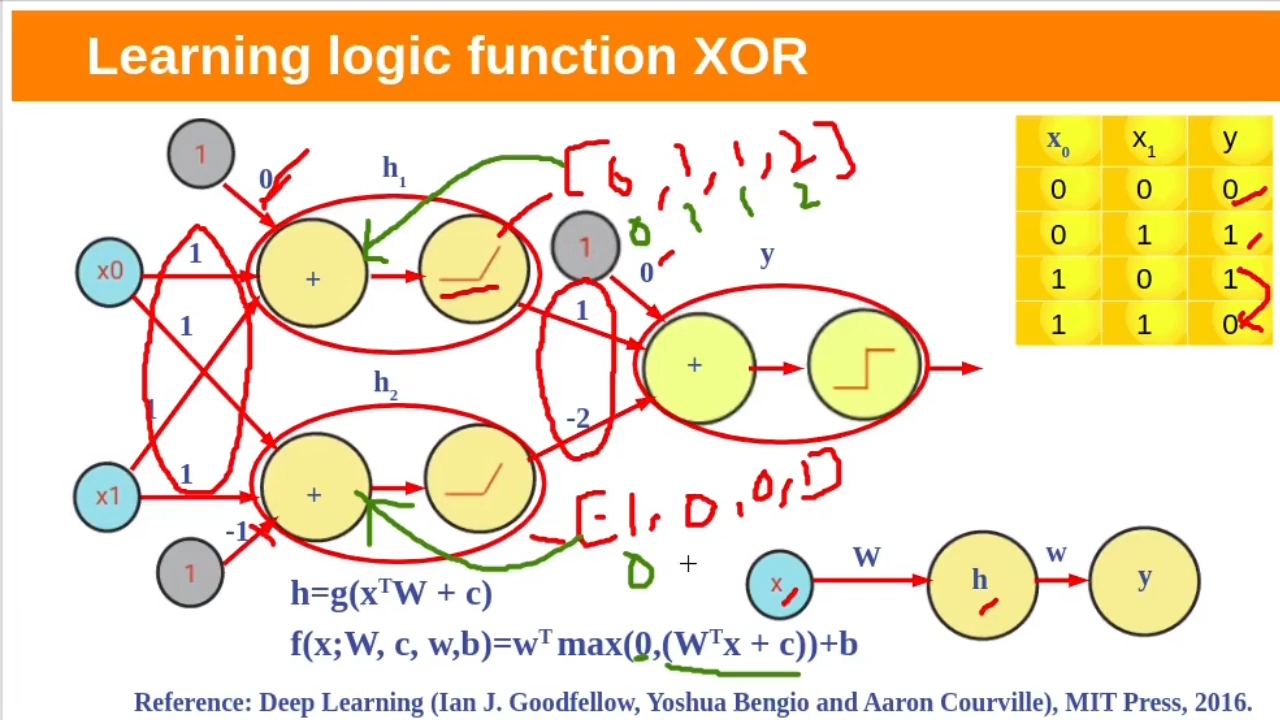 Learning logic function XOR
1
0
h₁
[0, 1, 1, 2]
0 1 1 2
x0
1
+
1
0
y
x₀ x₁ y
0 0 0
0 1 1
1 0 1
1 1 0
1
1
1
+
h₂
-2
x1
1
+
-1
[-1, 0, 0, 1]
0
1
x
W
h
w
y
h=g(xᵀW + c)
f(x;W, c, w,b)=wᵀ max(0,(Wᵀx + c))+b
Reference: Deep Learning (Ian J. Goodfellow, Yoshua Bengio and Aaron Courville), MIT Press, 2016.